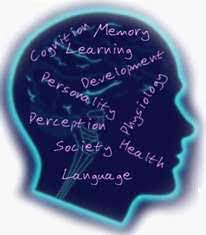 Cognition Memory
Learning
Development
Personality
Physiology
Perception
Society Health
Language